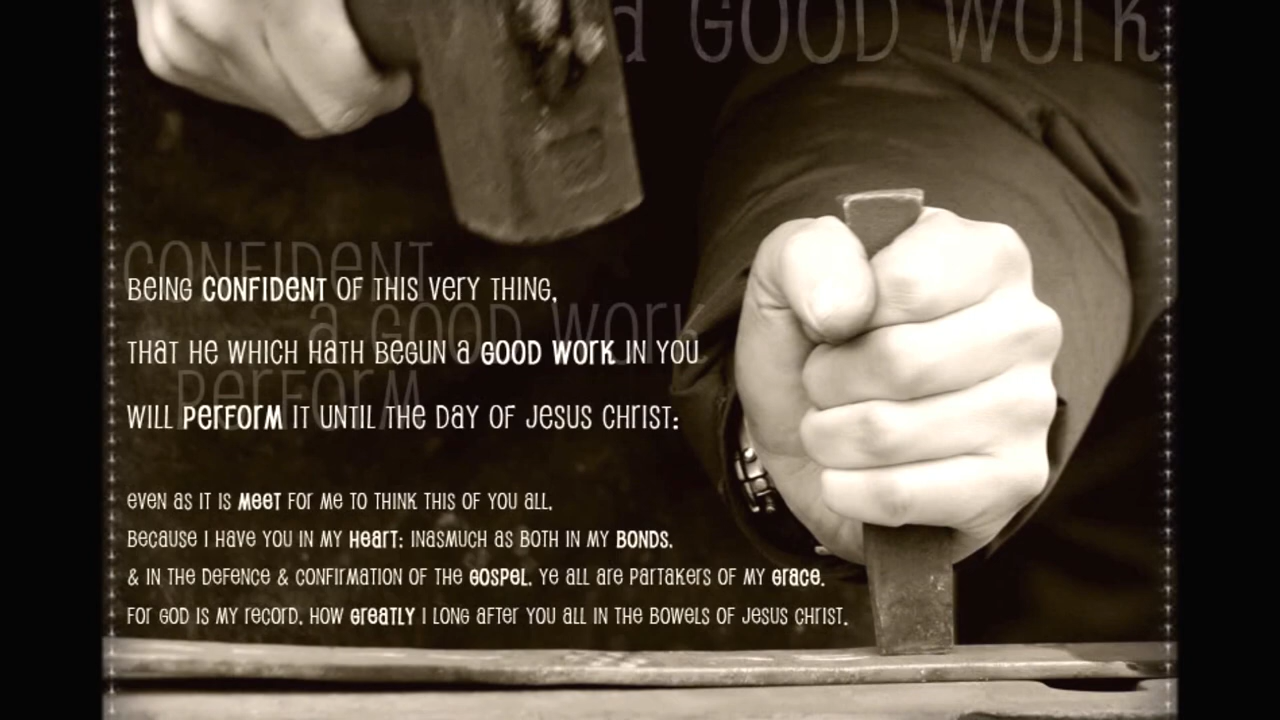 a GOOD WOrk
CONFIDENT
BEING CONFIDENT OF THIS VERY THING,
a GOOD WOrk
THAT HE WHICH HATH BEGUN a GOOD WORK IN YOU
PERFORM
WILL PERFORM IT UNTIL THE DAY OF JESUS CHRIST:
EVEN AS IT IS MEET FOR ME TO THINK THIS OF YOU ALL,
BECAUSE I HAVE YOU IN MY HEART: INASMUCH AS BOTH IN MY BONDS,
& IN THE DEFENCE & CONFIRMATION OF THE GOSPEL, YE ALL ARE PARTAKERS OF MY GRACE.
FOR GOD IS MY RECORD, HOW GREATLY I LONG AFTER YOU ALL IN THE BOWELS OF JESUS CHRIST.